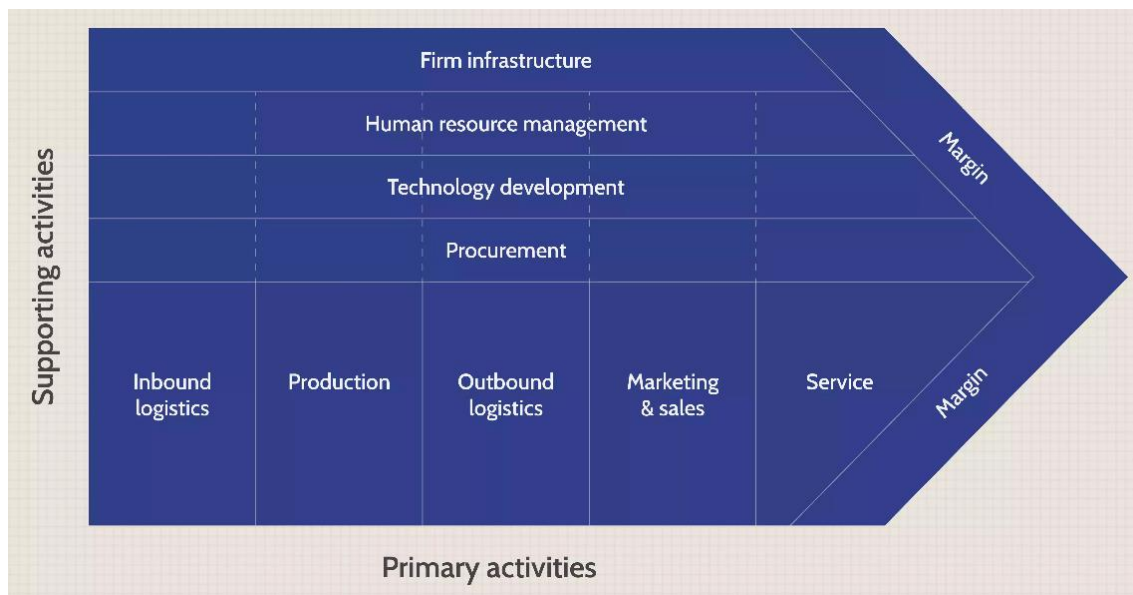 Supporting activities
Firm infrastructure
Human resource management
Technology development
Procurement
Margin
Inbound
logistics
Production
Outbound
logistics
Marketing
& sales
Service
Margin
Primary activities